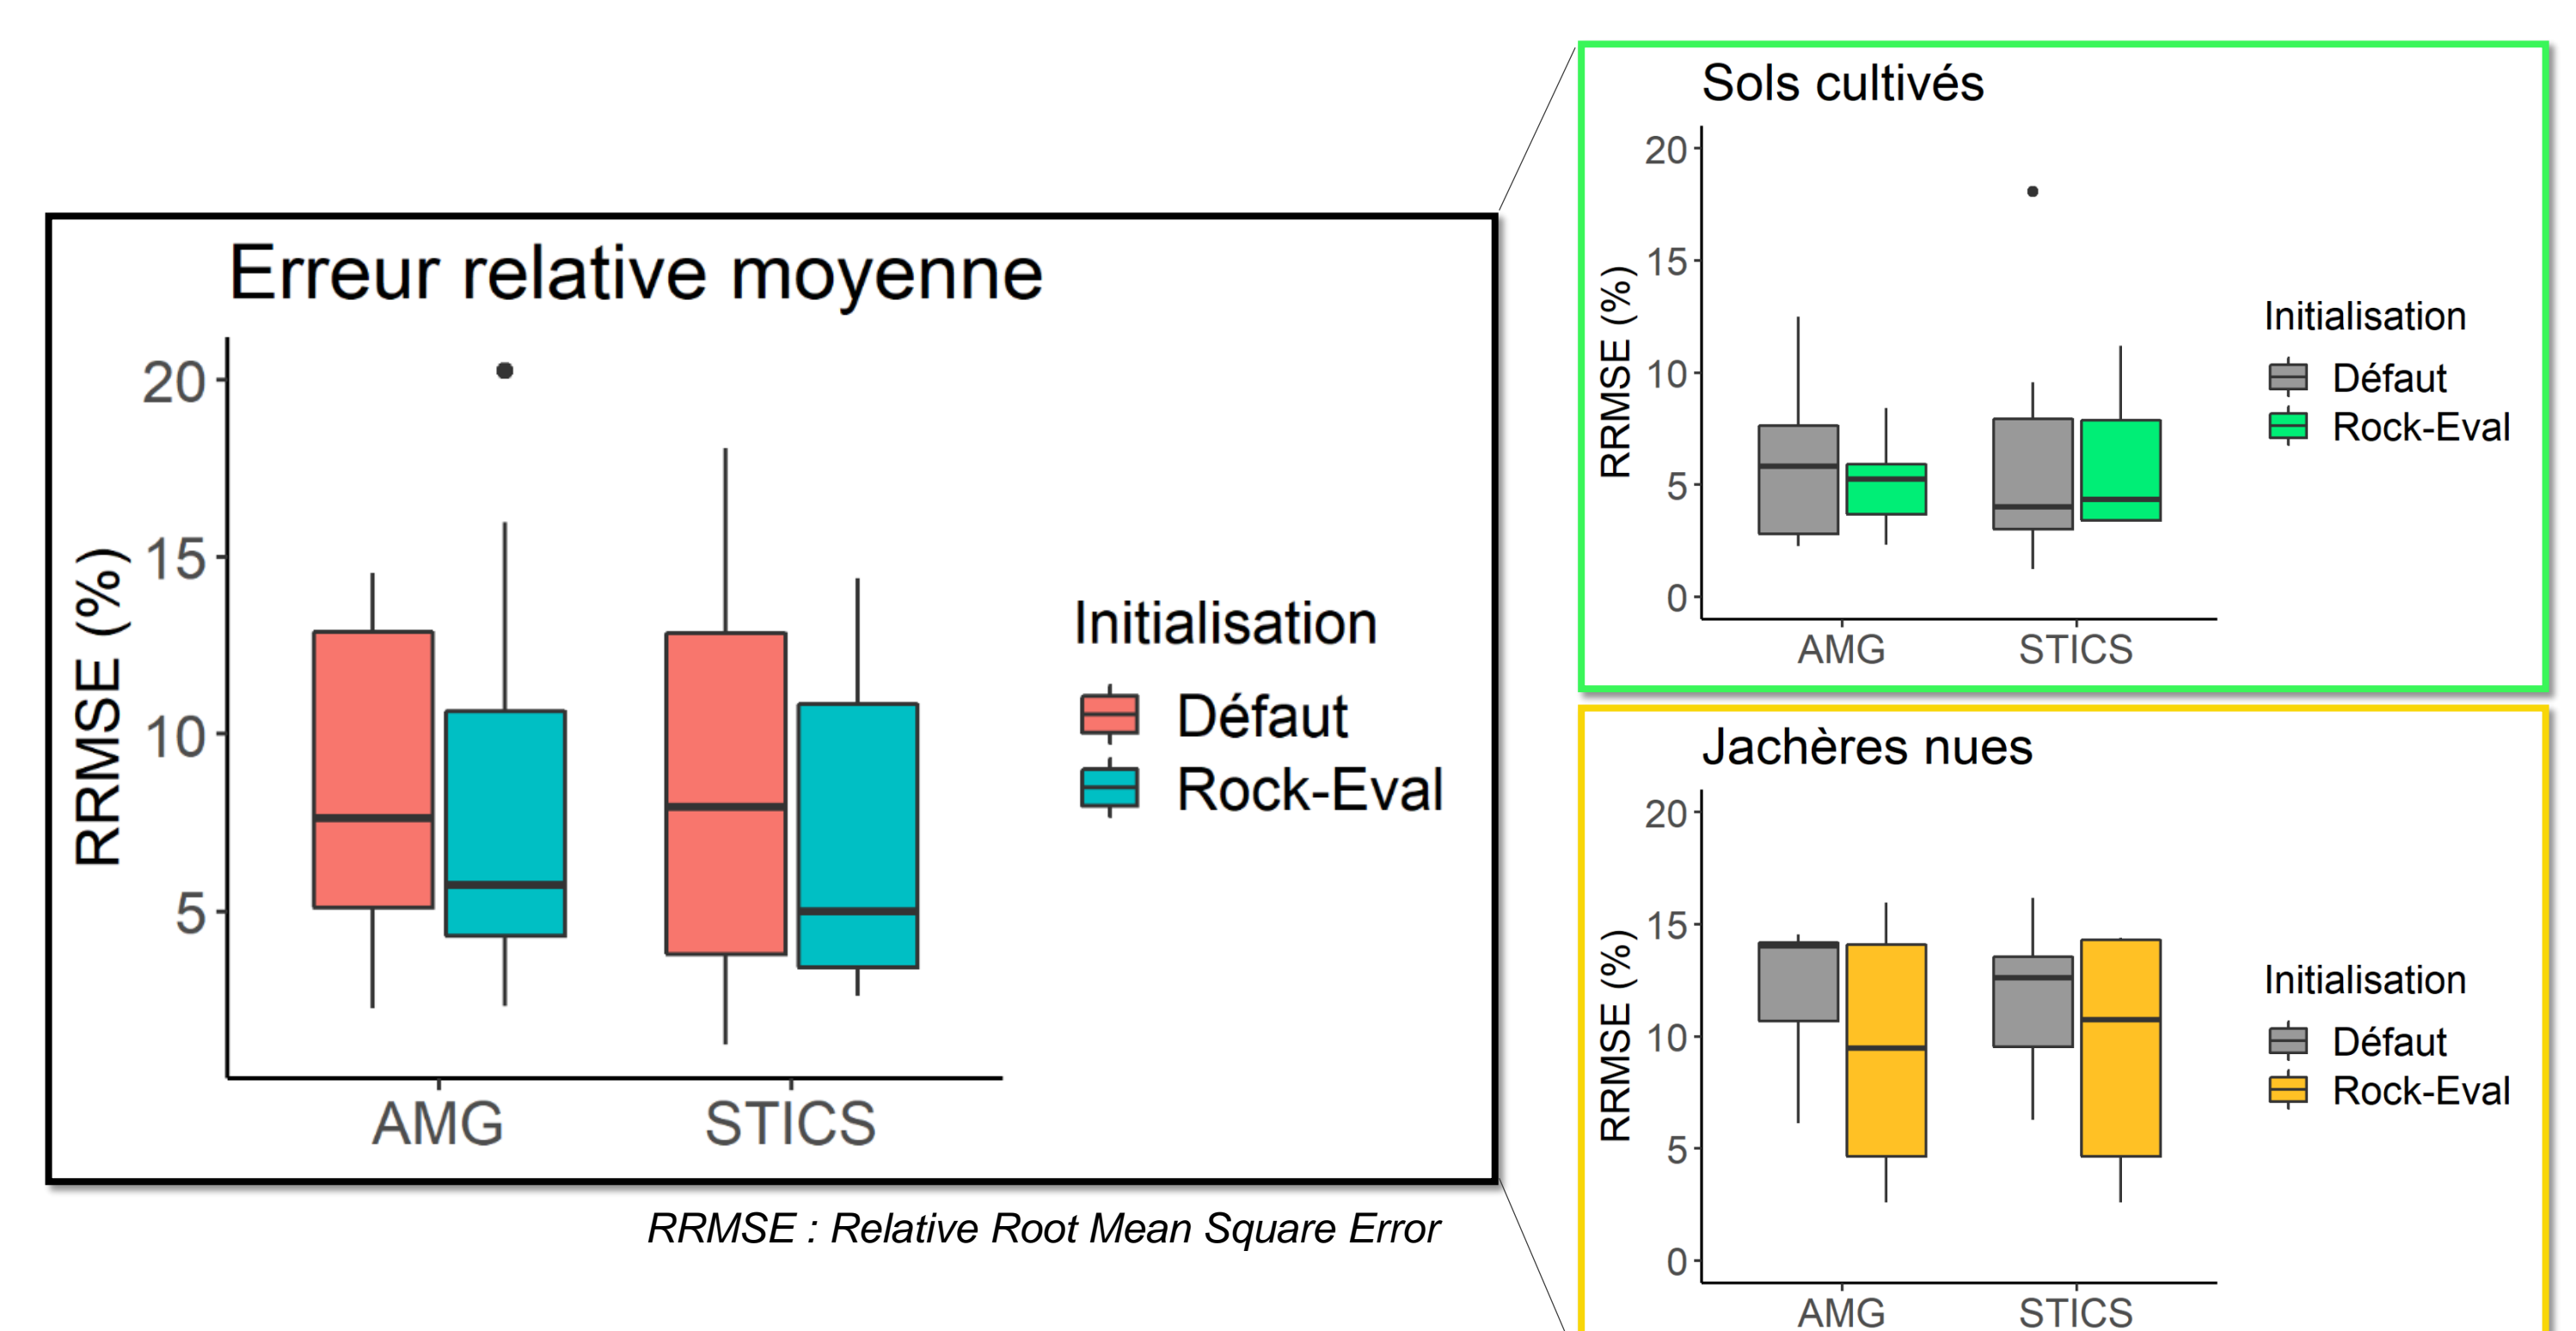 Erreur relative moyenne
RRMSE (%)
20
15
10
5
AMG
STICS
Initialisation
Défaut
Rock-Eval
RRMSE : Relative Root Mean Square Error
Sols cultivés
RRMSE (%)
20
15
10
5
0
AMG
STICS
Initialisation
Défaut
Rock-Eval
Jachères nues
RRMSE (%)
20
15
10
5
0
AMG
STICS
Initialisation
Défaut
Rock-Eval